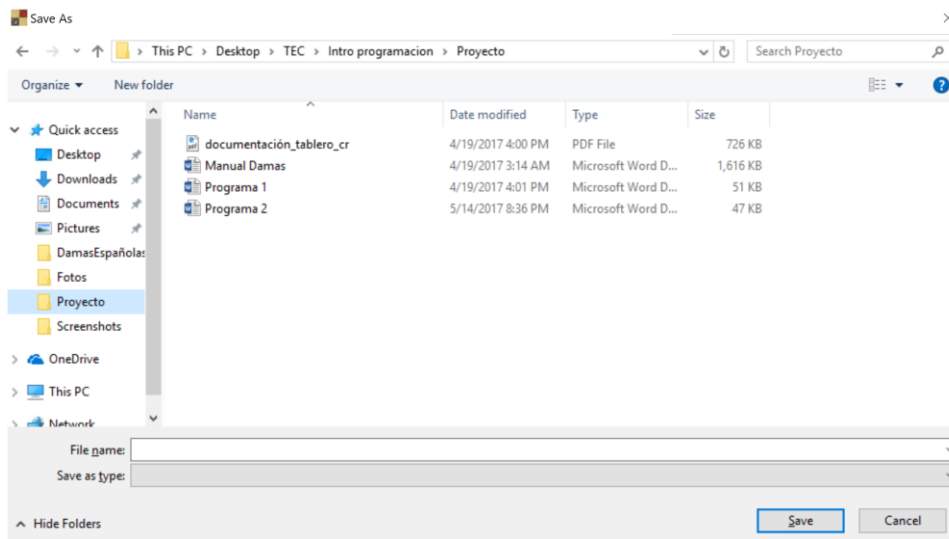 Save As
This PC > Desktop > TEC > Intro programacion > Proyecto
Search Proyecto
Organize
New folder
Name Date modified Type Size
documentación_tablero_cr 4/19/2017 4:00 PM PDF File 726 KB
Manual Damas 4/19/2017 3:14 AM Microsoft Word D... 1,616 KB
Programa 1 4/19/2017 4:01 PM Microsoft Word D... 51 KB
Programa 2 5/14/2017 8:36 PM Microsoft Word D... 47 KB
Quick access
Desktop
Downloads
Documents
Pictures
DamasEspañolas
Fotos
Proyecto
Screenshots
OneDrive
This PC
Network
File name:
Save as type:
Hide Folders
Save
Cancel